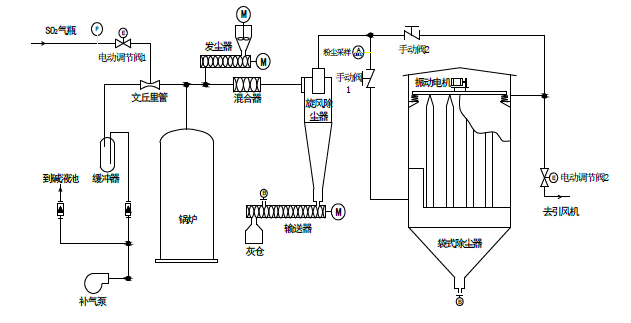 SO₂气瓶
P
E
电动调节阀1
文丘里管
发尘器
M
M
混合器
粉尘采样
手动阀
1
手动阀2
旋风除
尘器
振动电机
电动调节阀2
E
去引风机
到碱液池
缓冲器
锅炉
补气泵
灰仓
输送器
M
袋式除尘器